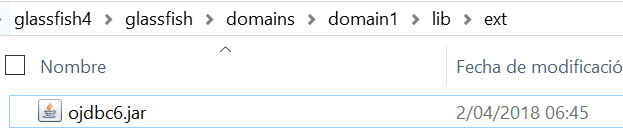 glassfish4 > glassfish > domains > domain1 > lib > ext
Nombre Fecha de modificació
ojdbc6.jar 2/04/2018 06:45